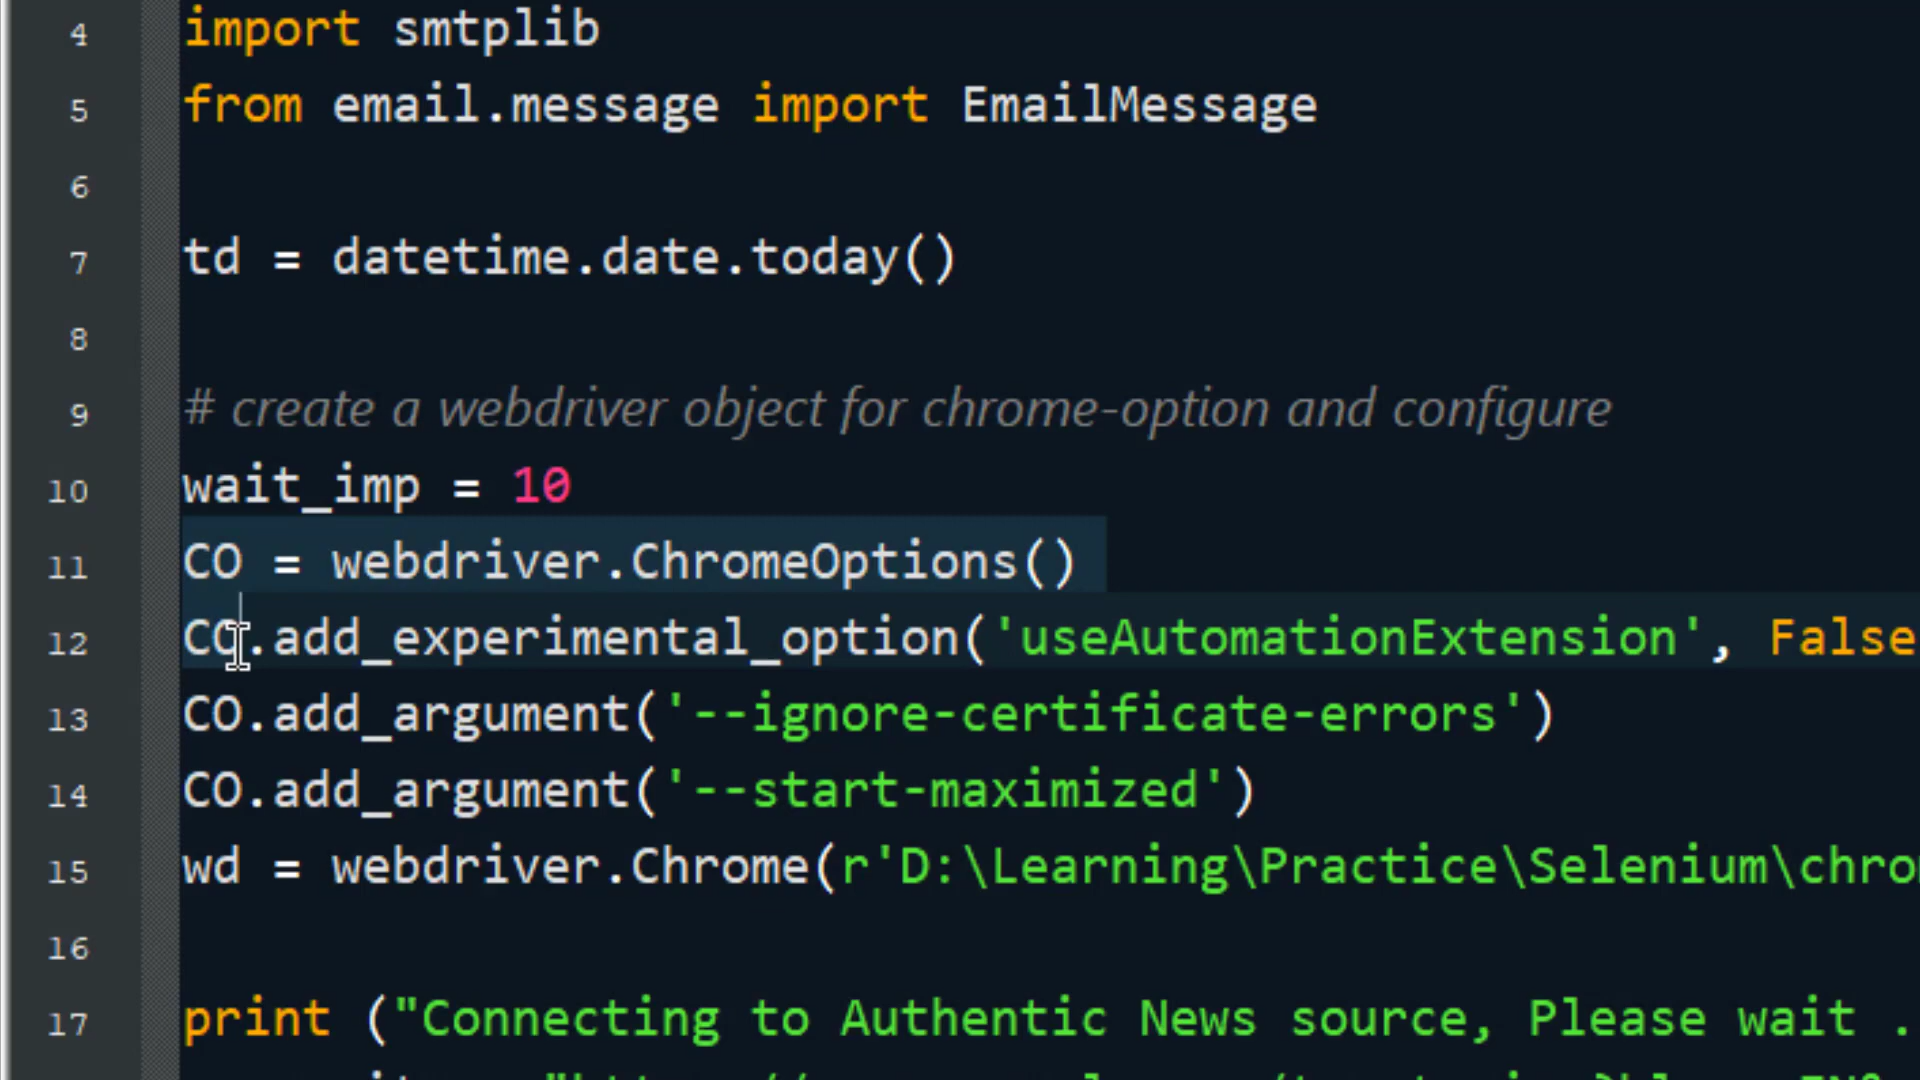 4 import smtplib
5 from email.message import EmailMessage
6
7 td = datetime.date.today()
8
9 # create a webdriver object for chrome-option and configure
10 wait_imp = 10
11 CO = webdriver.ChromeOptions()
12 CO.add_experimental_option('useAutomationExtension', False
13 CO.add_argument('--ignore-certificate-errors')
14 CO.add_argument('--start-maximized')
15 wd = webdriver.Chrome(r'D:\Learning\Practice\Selenium\chro
16
17 print ("Connecting to Authentic News source, Please wait .